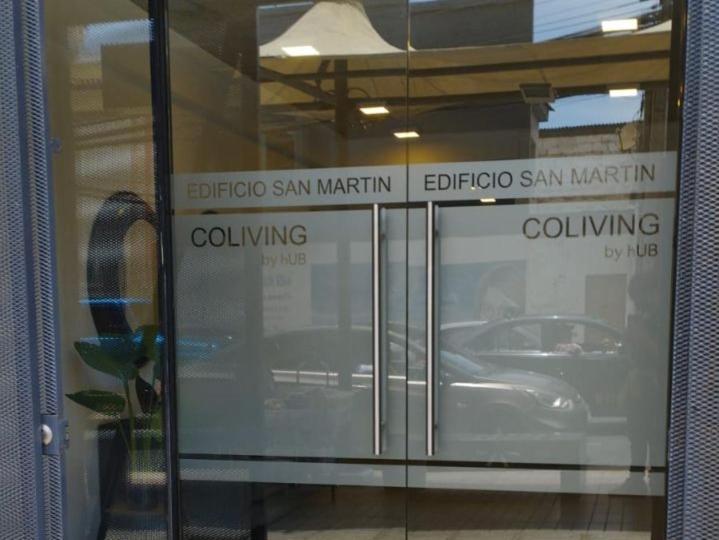 EDIFICIO SAN MARTIN
COLIVING
by hUB
EDIFICIO SAN MARTIN
COLIVING
by hUB